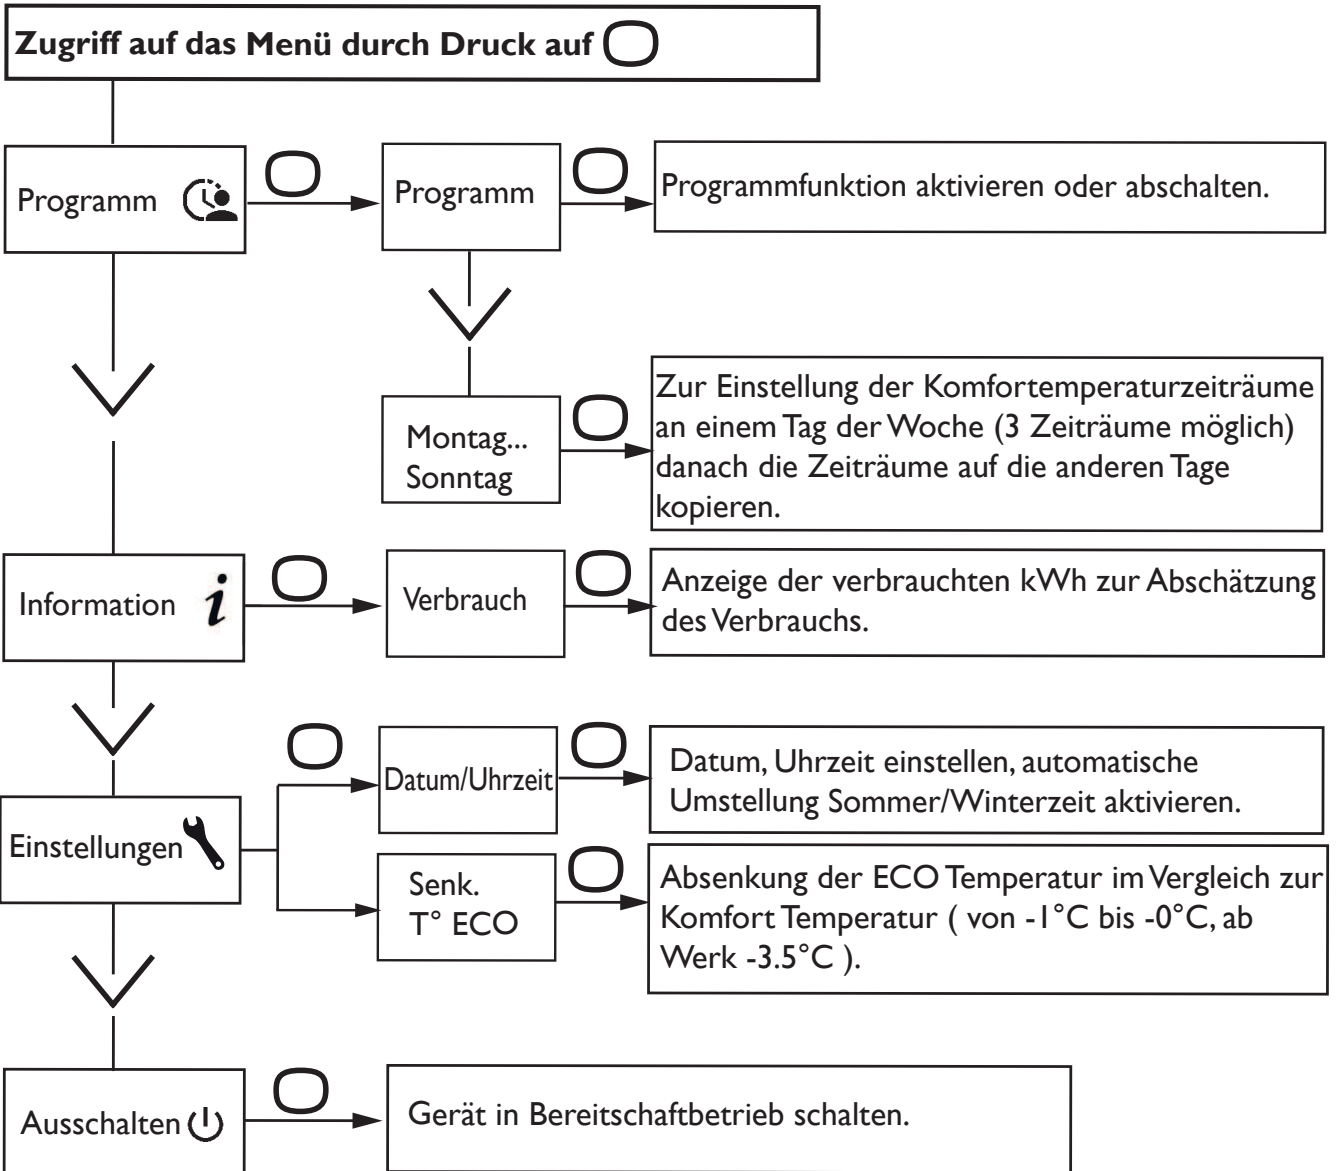 Zugriff auf das Menü durch Druck auf
Programm
Programm
Programmfunktion aktivieren oder abschalten.
Montag...
Sonntag
Zur Einstellung der Komfortemperaturzeiträume
an einem Tag der Woche (3 Zeiträume möglich)
danach die Zeiträume auf die anderen Tage
kopieren.
Information i
Verbrauch
Anzeige der verbrauchten kWh zur Abschätzung
des Verbrauchs.
Einstellungen
Datum/Uhrzeit
Datum, Uhrzeit einstellen, automatische
Umstellung Sommer/Winterzeit aktivieren.
Senk.
T° ECO
Absenkung der ECO Temperatur im Vergleich zur
Komfort Temperatur ( von -1°C bis -0°C, ab
Werk -3.5°C ).
Ausschalten
Gerät in Bereitschaftbetrieb schalten.